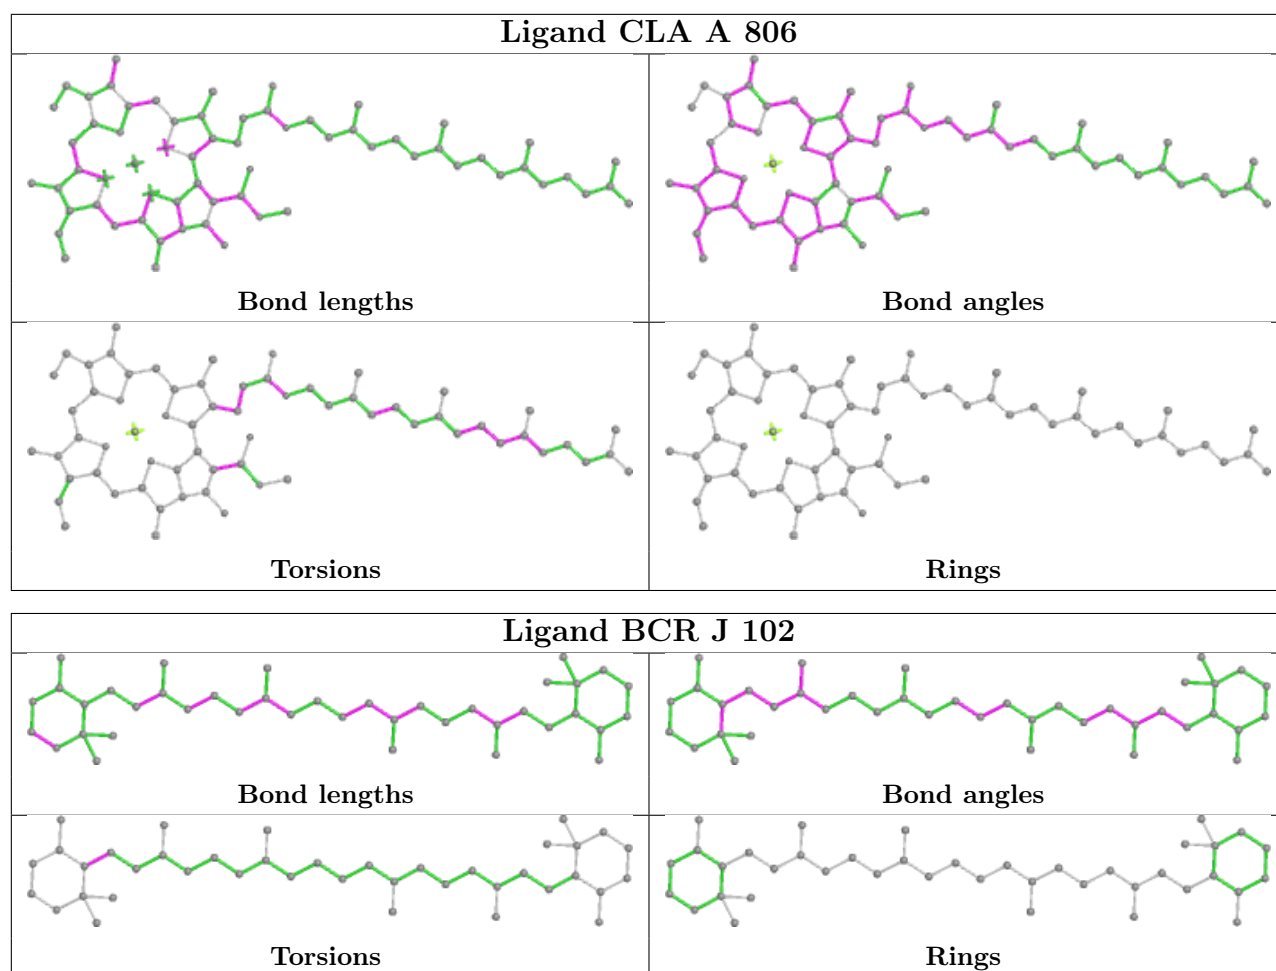 Ligand CLA A 806
Bond lengths
Bond angles
Torsions
Rings
Ligand BCR J 102
Bond lengths
Bond angles
Torsions
Rings